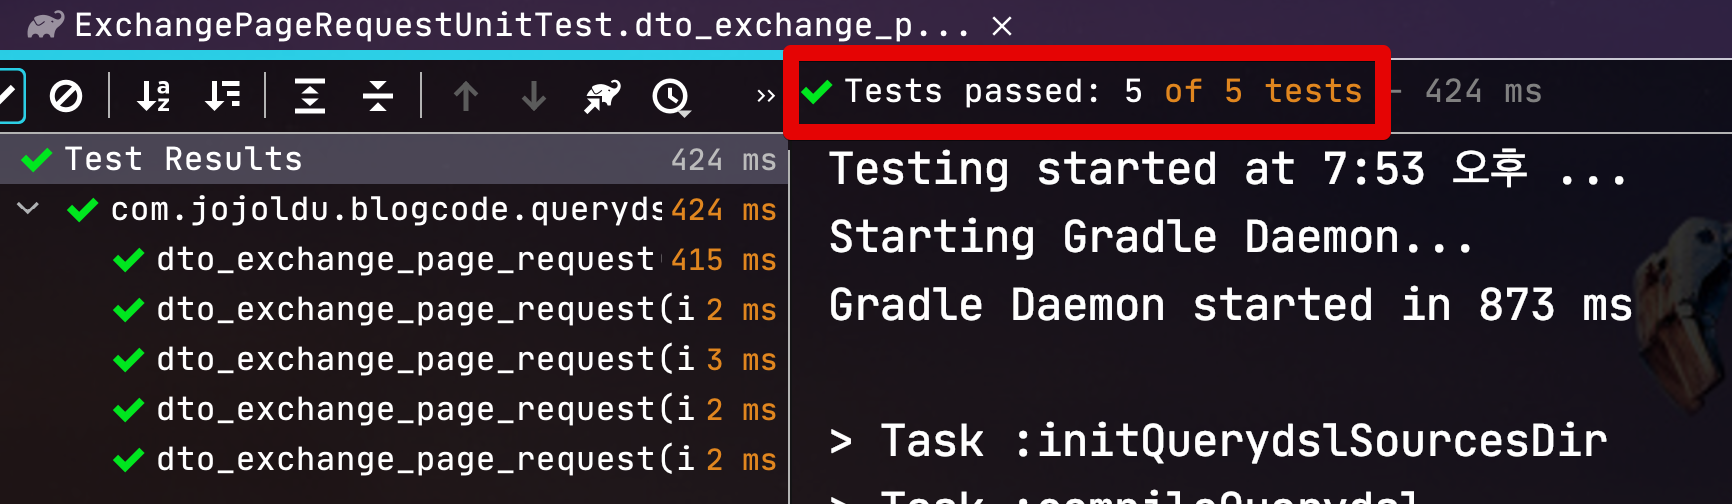 ExchangePageRequestUnitTest.dto_exchange_p...
Tests passed: 5 of 5 tests – 424 ms
Test Results 424 ms
com.jojoldu.blogcode.queryds 424 ms
dto_exchange_page_request 415 ms
dto_exchange_page_request(i 2 ms
dto_exchange_page_request(i 3 ms
dto_exchange_page_request(i 2 ms
dto_exchange_page_request(i 2 ms
Testing started at 7:53 오후 ...
Starting Gradle Daemon...
Gradle Daemon started in 873 ms
> Task :initQuerydslSourcesDir
> Task :compileQuerydsl